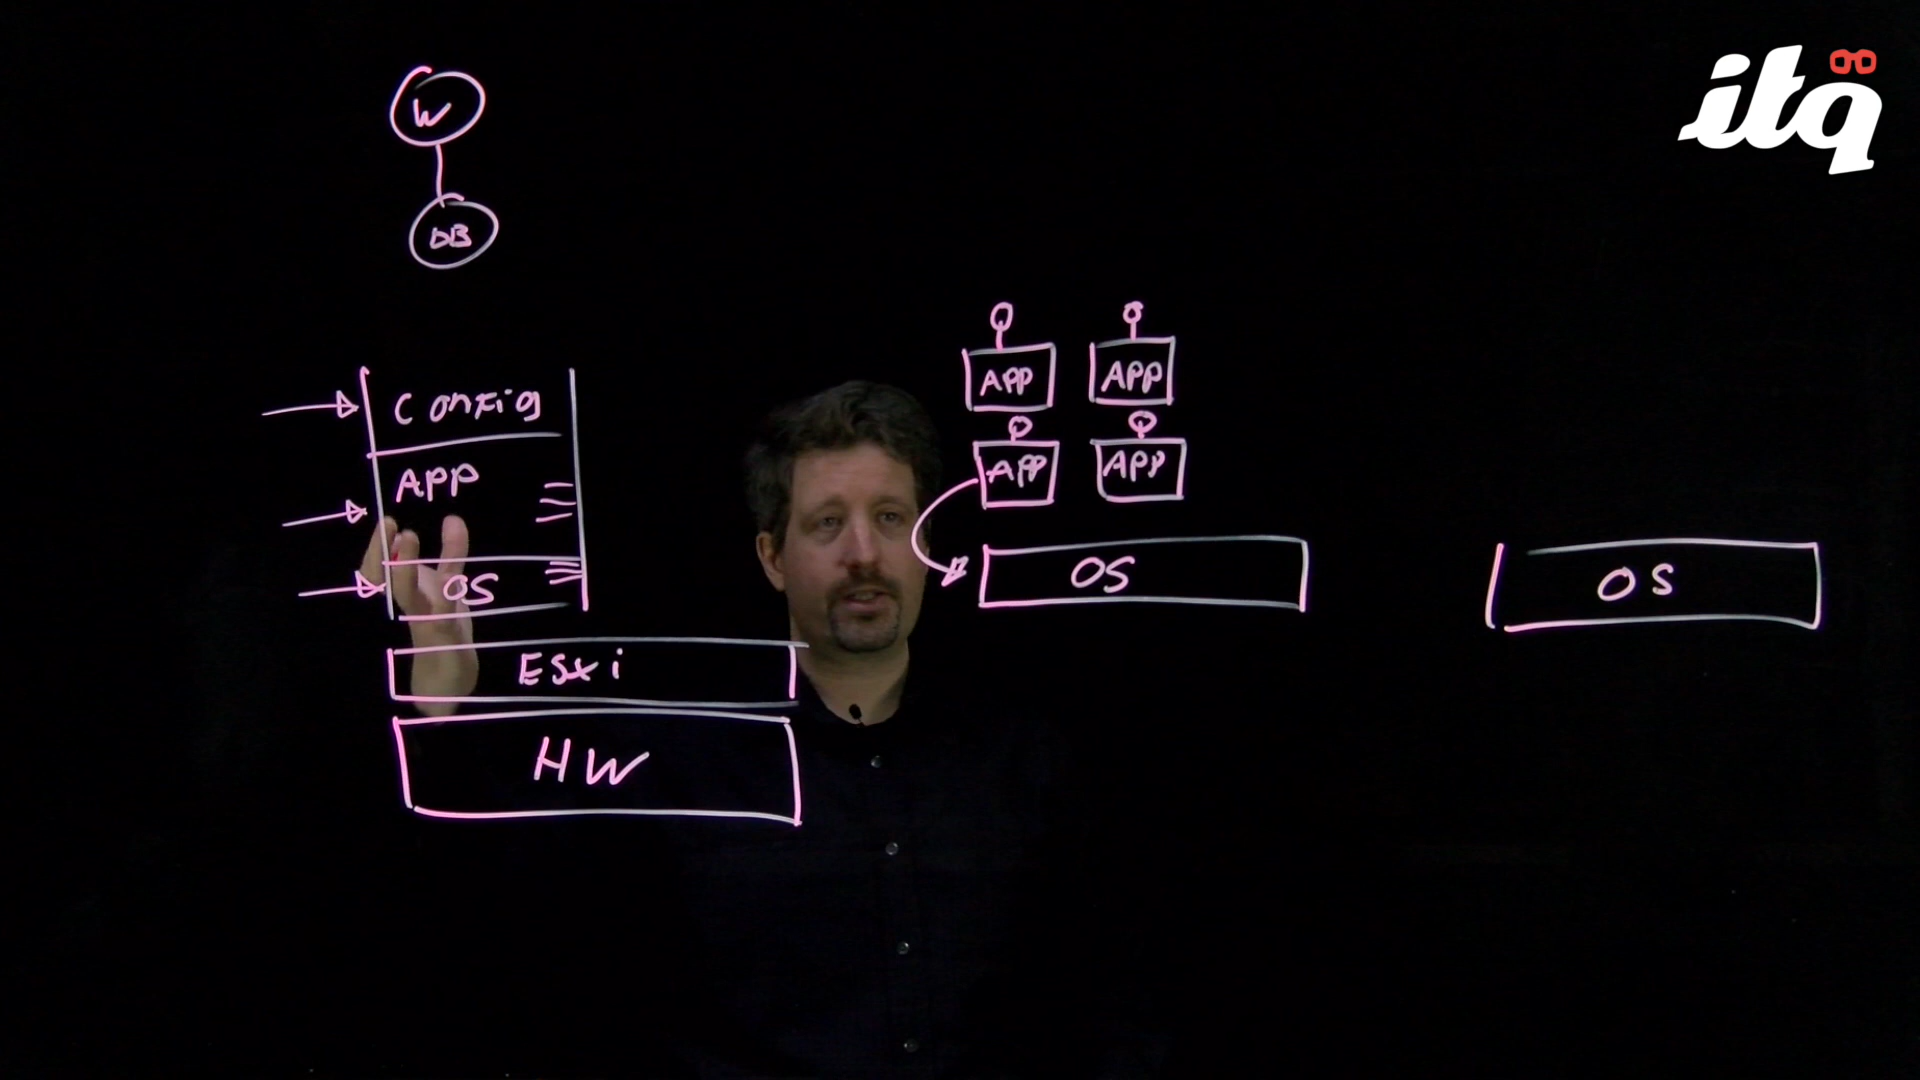 itq
W
DB
Config
APP
OS
ESXi
HW
APP APP
APP APP
OS
OS